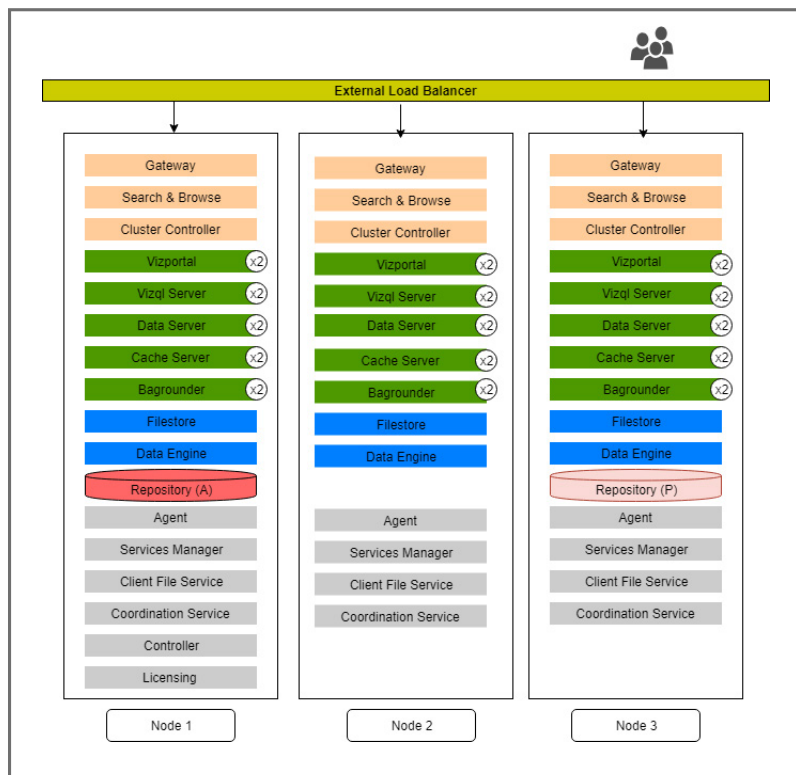 External Load Balancer
Gateway
Search & Browse
Cluster Controller
Vizportal x2
Vizql Server x2
Data Server x2
Cache Server x2
Bagrounder x2
Filestore
Data Engine
Repository (A)
Agent
Services Manager
Client File Service
Coordination Service
Controller
Licensing
Node 1
Gateway
Search & Browse
Cluster Controller
Vizportal x2
Vizql Server x2
Data Server x2
Cache Server x2
Bagrounder x2
Filestore
Data Engine
Agent
Services Manager
Client File Service
Coordination Service
Node 2
Gateway
Search & Browse
Cluster Controller
Vizportal x2
Vizql Server x2
Data Server x2
Cache Server x2
Bagrounder x2
Filestore
Data Engine
Repository (P)
Agent
Services Manager
Client File Service
Coordination Service
Node 3